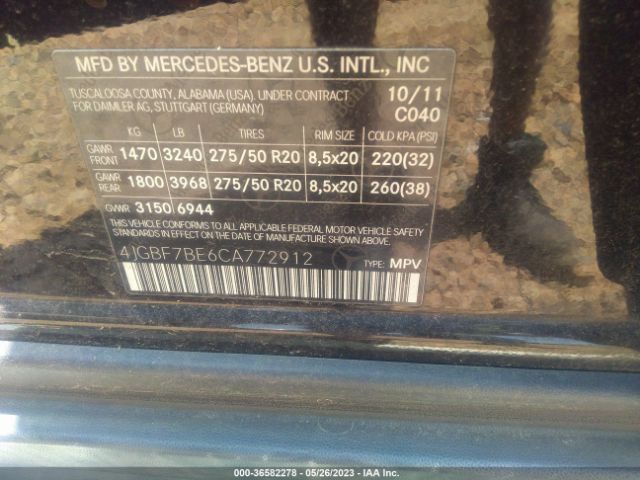 MFD BY MERCEDES-BENZ U.S. INTL., INC
TUSCALOOSA COUNTY, ALABAMA (USA), UNDER CONTRACT
FOR DAIMLER AG, STUTTGART (GERMANY)
10/11
C040
KG LB TIRES RIM SIZE COLD KPA (PSI)
GAWR FRONT 1470 3240 275/50 R20 8,5x20 220(32)
GAWR REAR 1800 3968 275/50 R20 8,5x20 260(38)
GVWR 3150 6944
THIS VEHICLE CONFORMS TO ALL APPLICABLE FEDERAL MOTOR VEHICLE SAFETY
STANDARDS IN EFFECT ON THE DATE OF MANUFACTURE SHOWN ABOVE.
4JGBF7BE6CA772912
TYPE: MPV
000-36582278 - 05/26/2023 - IAA Inc.